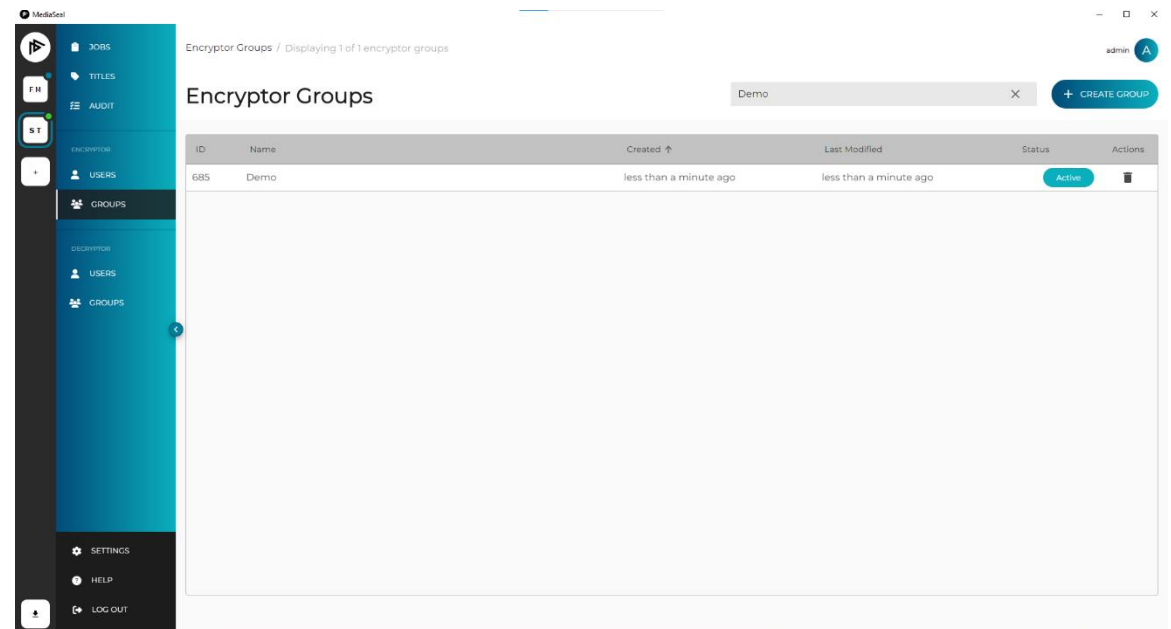 MediaSeal
FN
ST
+
JOBS
TITLES
AUDIT
ENCRYPTOR
USERS
GROUPS
DECRYPTOR
USERS
GROUPS
SETTINGS
HELP
LOG OUT
Encryptor Groups / Displaying 1 of 1 encryptor groups
admin A
Encryptor Groups
Demo
+ CREATE GROUP
ID Name Created ↑ Last Modified Status Actions
685 Demo less than a minute ago less than a minute ago Active